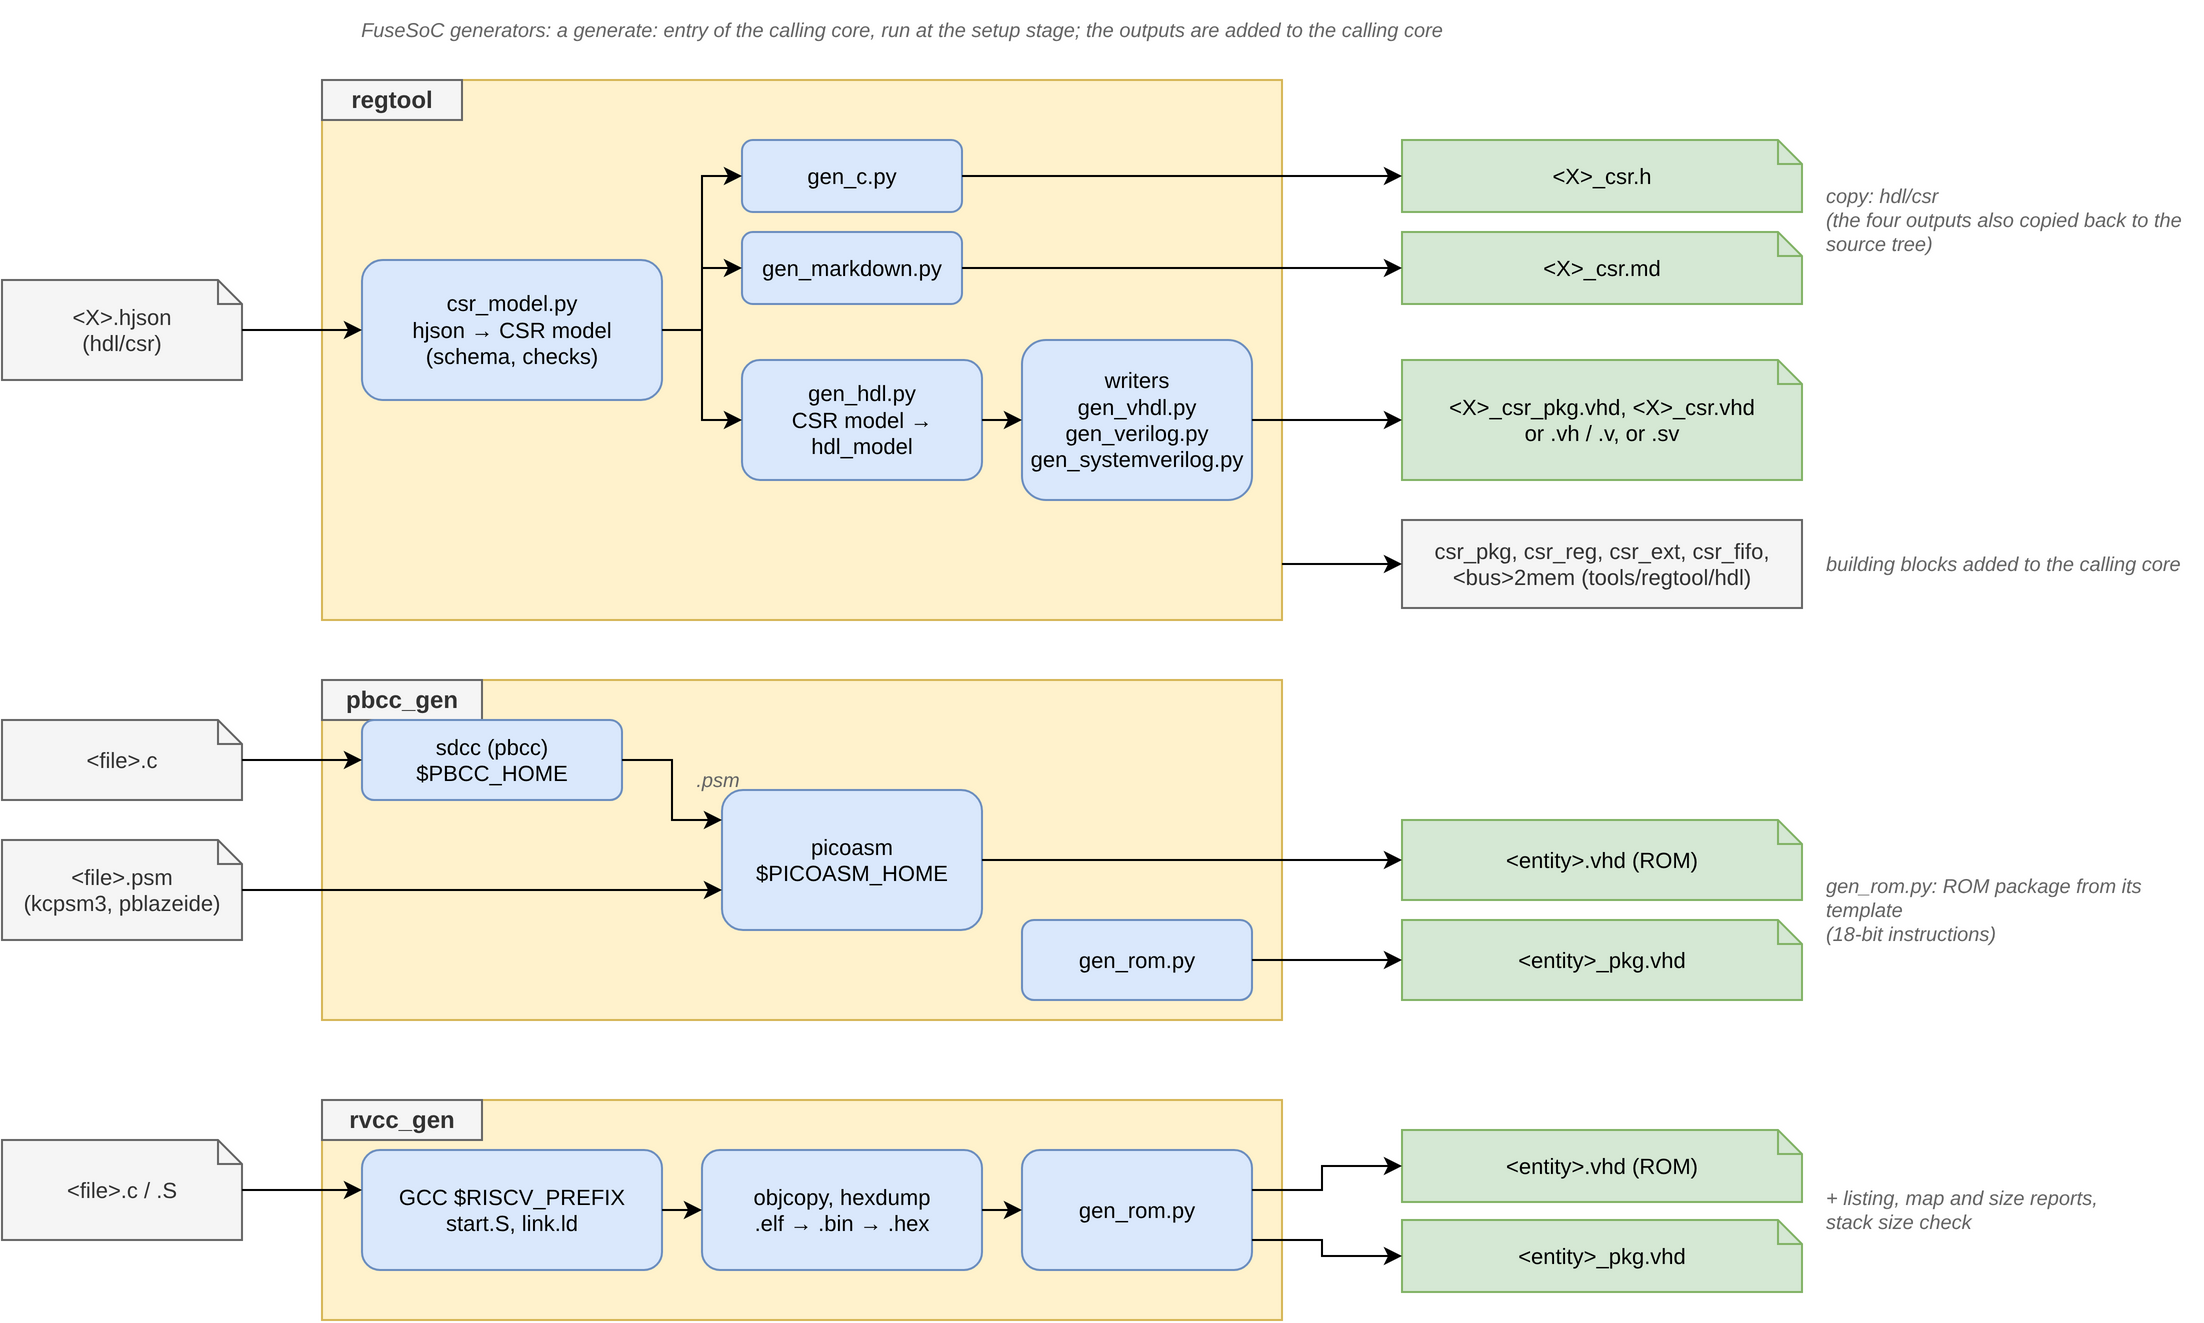 FuseSoC generators: a generate: entry of the calling core, run at the setup stage; the outputs are added to the calling core
regtool
<X>.hjson
(hdl/csr)
csr_model.py
hjson → CSR model
(schema, checks)
gen_c.py
gen_markdown.py
gen_hdl.py
CSR model →
hdl_model
writers
gen_vhdl.py
gen_verilog.py
gen_systemverilog.py
<X>_csr.h
<X>_csr.md
copy: hdl/csr
(the four outputs also copied back to the
source tree)
<X>_csr_pkg.vhd, <X>_csr.vhd
or .vh / .v, or .sv
csr_pkg, csr_reg, csr_ext, csr_fifo,
<bus>2mem (tools/regtool/hdl)
building blocks added to the calling core
pbcc_gen
<file>.c
sdcc (pbcc)
$PBCC_HOME
.psm
<file>.psm
(kcpsm3, pblazeide)
picoasm
$PICOASM_HOME
gen_rom.py
<entity>.vhd (ROM)
<entity>_pkg.vhd
gen_rom.py: ROM package from its
template
(18-bit instructions)
rvcc_gen
<file>.c / .S
GCC $RISCV_PREFIX
start.S, link.ld
objcopy, hexdump
.elf → .bin → .hex
gen_rom.py
<entity>.vhd (ROM)
<entity>_pkg.vhd
+ listing, map and size reports,
stack size check